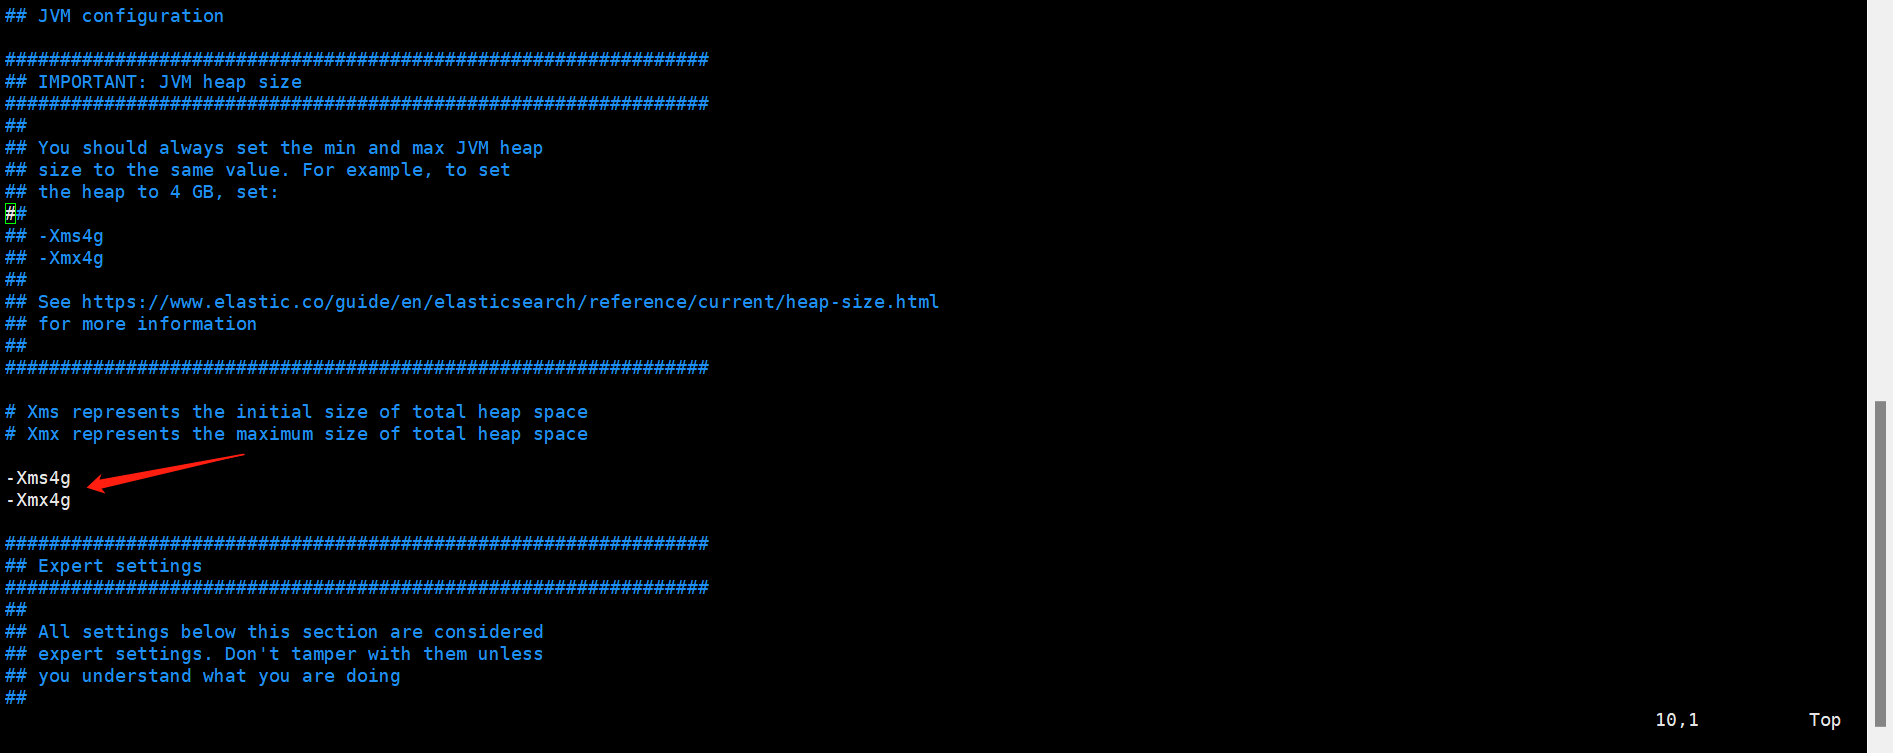 ## JVM configuration
################################################################
## IMPORTANT: JVM heap size
################################################################
##
## You should always set the min and max JVM heap
## size to the same value. For example, to set
## the heap to 4 GB, set:
##
## -Xms4g
## -Xmx4g
##
## See https://www.elastic.co/guide/en/elasticsearch/reference/current/heap-size.html
## for more information
##
################################################################
# Xms represents the initial size of total heap space
# Xmx represents the maximum size of total heap space
-Xms4g
-Xmx4g
################################################################
## Expert settings
################################################################
##
## All settings below this section are considered
## expert settings. Don't tamper with them unless
## you understand what you are doing
##
10,1 Top